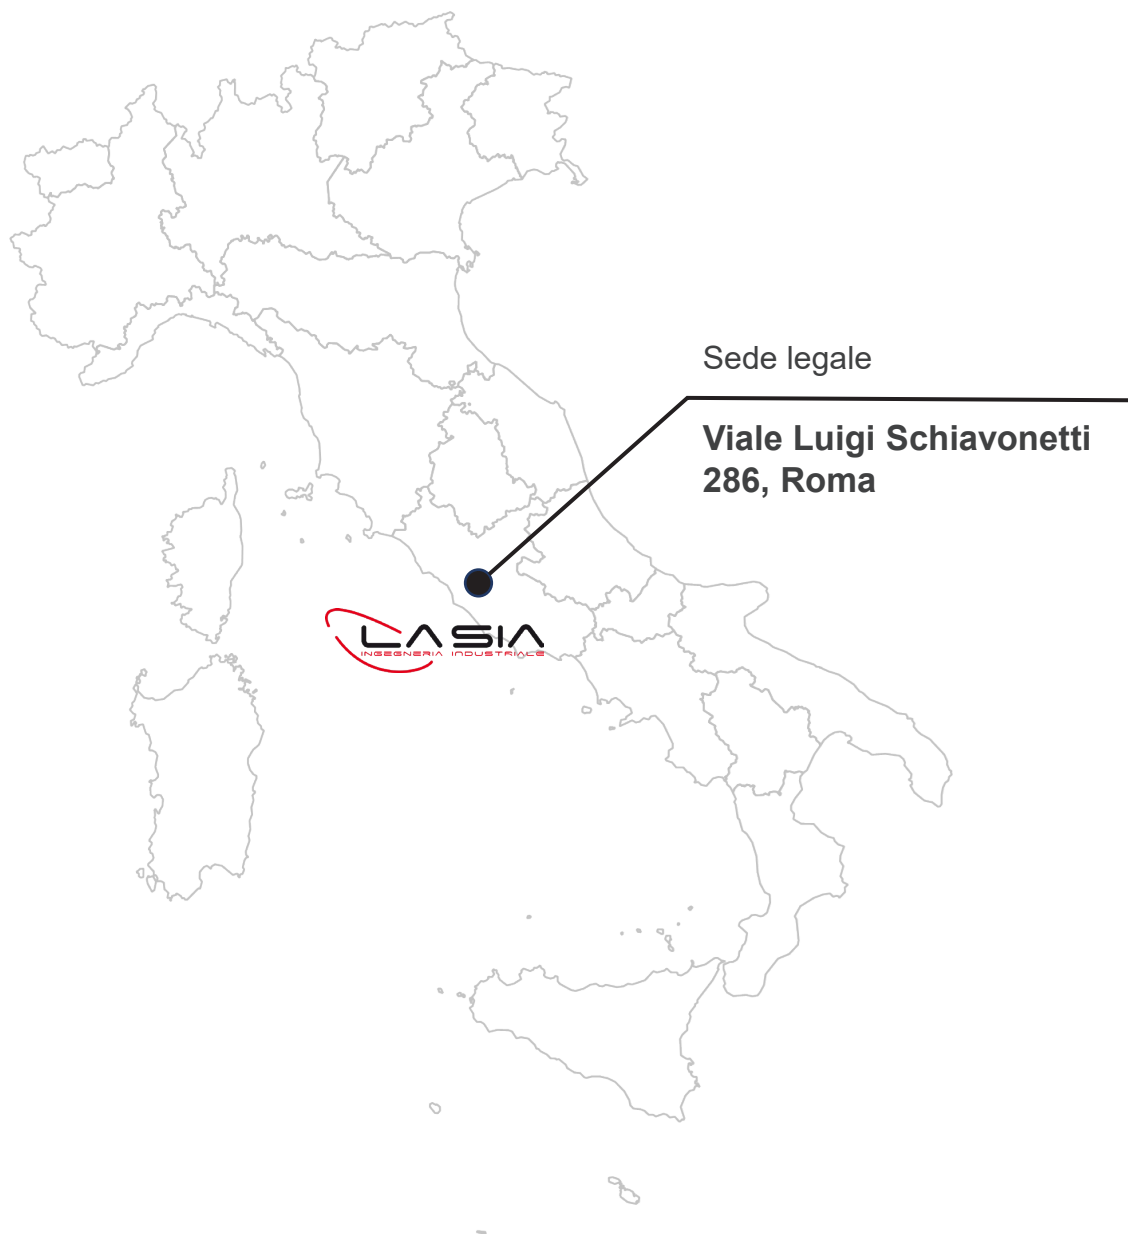 Sede legale
Viale Luigi Schiavonetti
286, Roma
LASIA
INGEGNERIA INDUSTRIALE